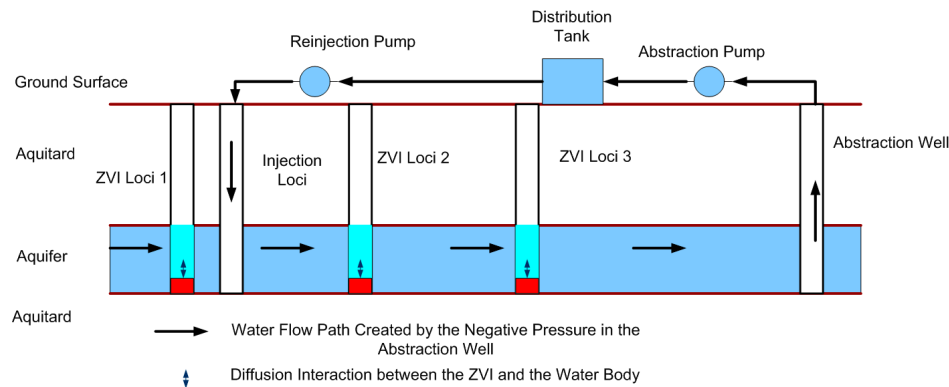 Distribution
Tank
Reinjection Pump
Abstraction Pump
Ground Surface
Aquitard
ZVI Loci 1
Injection
Loci
ZVI Loci 2
ZVI Loci 3
Abstraction Well
Aquifer
Aquitard
Water Flow Path Created by the Negative Pressure in the
Abstraction Well
Diffusion Interaction between the ZVI and the Water Body